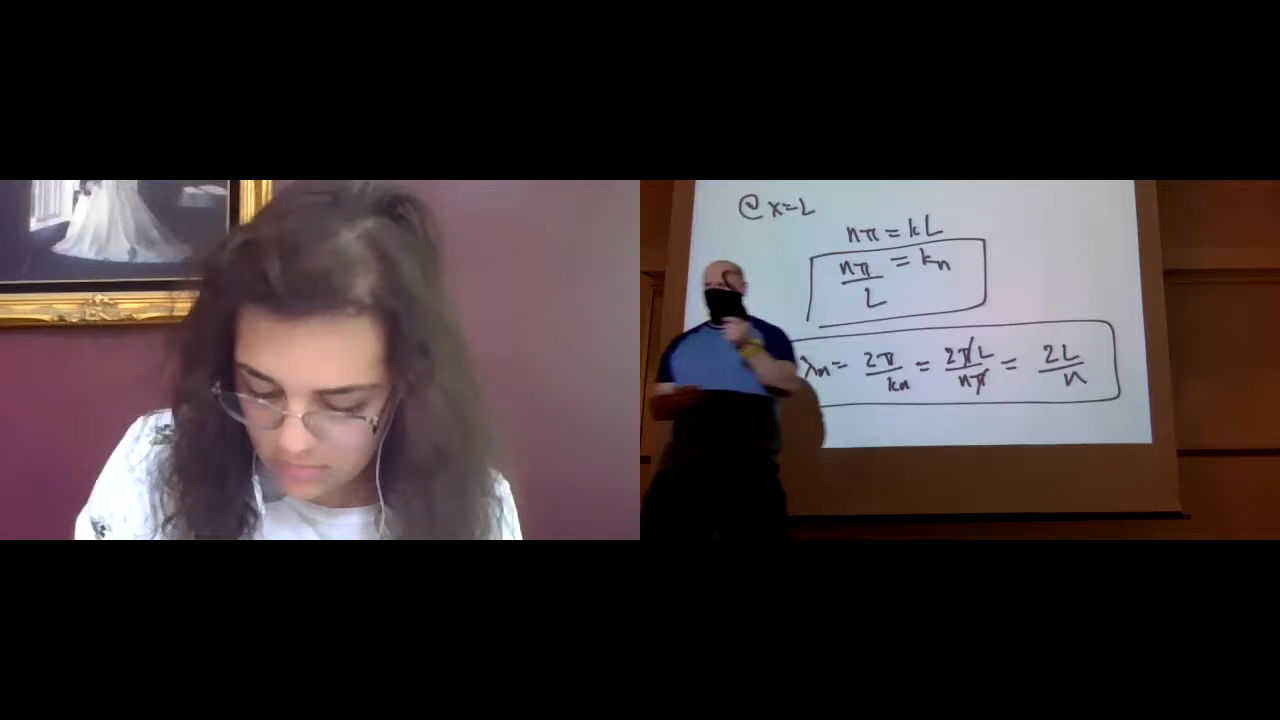 @ x=L
nπ = kL
nπ/L = kn
λn = 2π/kn = 2πL/nπ = 2L/n